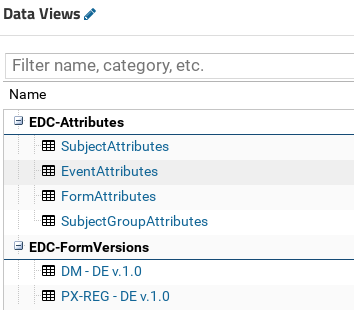 Data Views
Filter name, category, etc.
Name
EDC-Attributes
SubjectAttributes
EventAttributes
FormAttributes
SubjectGroupAttributes
EDC-FormVersions
DM - DE v.1.0
PX-REG - DE v.1.0